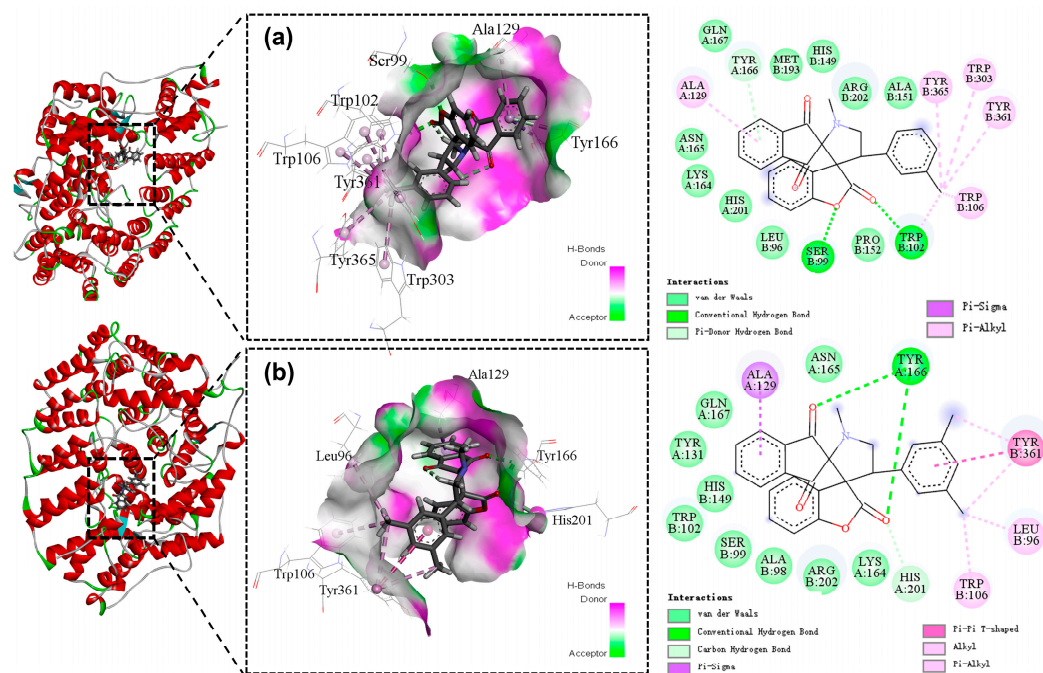 (a)
Ala129
Ser99
Trp102
Trp106
Tyr361
Tyr166
Tyr365
Trp303
H-Bonds
Donor
Acceptor
GLN
A:167
TYR
A:166
MET
B:193
HIS
B:149
ARG
B:202
ALA
B:151
TYR
B:365
TRP
B:303
TYR
B:361
ALA
A:129
N
O
O
ASN
A:165
LYS
A:164
HIS
A:201
LEU
B:96
SER
B:99
O
O
PRO
B:152
TRP
B:102
TRP
B:106
Interactions
van der Waals
Conventional Hydrogen Bond
Pi-Donor Hydrogen Bond
Pi-Sigma
Pi-Alkyl
(b)
Ala129
Leu96
Tyr166
His201
Trp106
Tyr361
H-Bonds
Donor
Acceptor
ALA
A:129
ASN
A:165
TYR
A:166
GLN
A:167
TYR
A:131
HIS
B:149
TRP
B:102
SER
B:99
ALA
B:98
ARG
B:202
LYS
A:164
HIS
A:201
O
N
O
O
O
TYR
B:361
LEU
B:96
TRP
B:106
Interactions
van der Waals
Conventional Hydrogen Bond
Carbon Hydrogen Bond
Pi-Sigma
Pi-Pi T-shaped
Alkyl
Pi-Alkyl